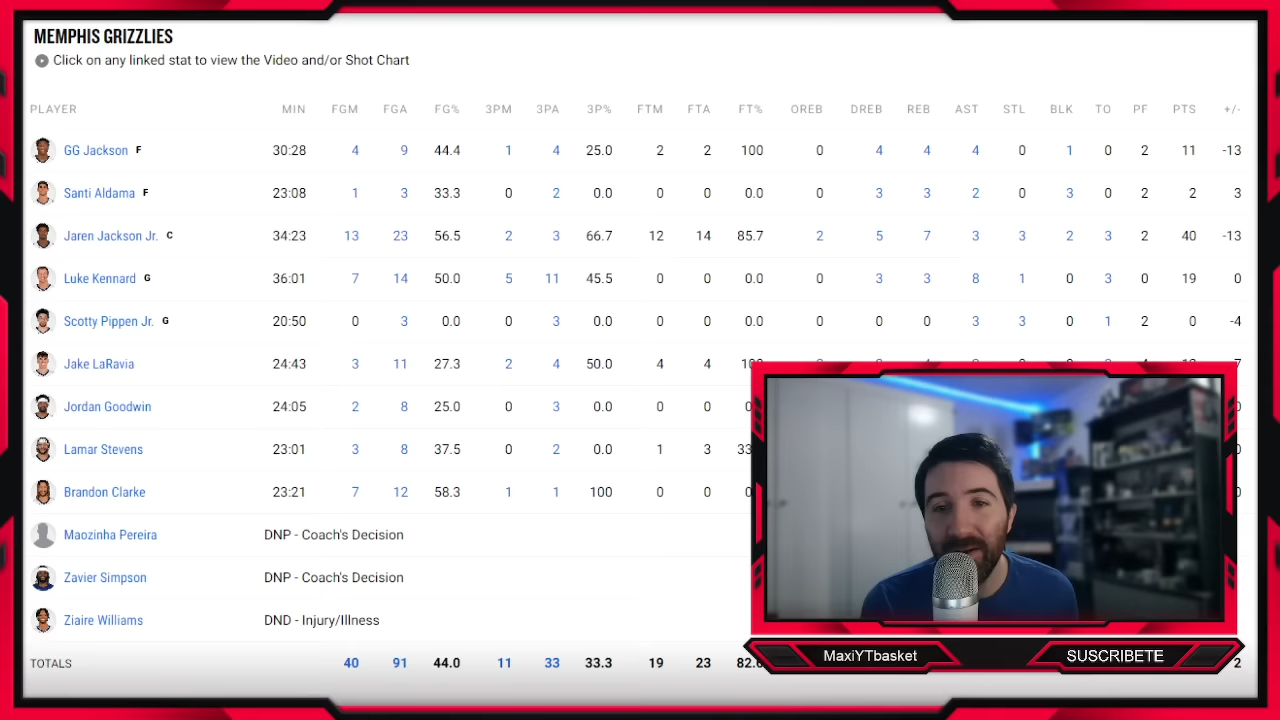 MEMPHIS GRIZZLIES
Click on any linked stat to view the Video and/or Shot Chart
PLAYER MIN FGM FGA FG% 3PM 3PA 3P% FTM FTA FT% OREB DREB REB AST STL BLK TO PF PTS +/-
GG Jackson F 30:28 4 9 44.4 1 4 25.0 2 2 100 0 4 4 4 0 1 0 2 11 -13
Santi Aldama F 23:08 1 3 33.3 0 2 0.0 0 0 0.0 0 3 3 2 0 3 0 2 2 3
Jaren Jackson Jr. C 34:23 13 23 56.5 2 3 66.7 12 14 85.7 2 5 7 3 3 2 3 2 40 -13
Luke Kennard G 36:01 7 14 50.0 5 11 45.5 0 0 0.0 0 3 3 8 1 0 3 0 19 0
Scotty Pippen Jr. G 20:50 0 3 0.0 0 3 0.0 0 0 0.0 0 0 0 3 3 0 1 2 0 -4
Jake LaRavia 24:43 3 11 27.3 2 4 50.0 4 4
Jordan Goodwin 24:05 2 8 25.0 0 3 0.0 0 0
Lamar Stevens 23:01 3 8 37.5 0 2 0.0 1 3
Brandon Clarke 23:21 7 12 58.3 1 1 100 0 0
Maozinha Pereira DNP - Coach's Decision
Zavier Simpson DNP - Coach's Decision
Ziaire Williams DND - Injury/Illness
TOTALS 40 91 44.0 11 33 33.3 19 23
MaxiYTbasket SUSCRIBETE